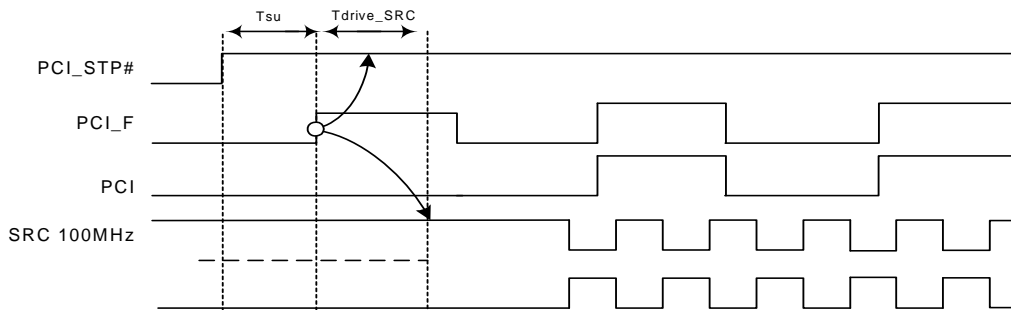 Tsu
Tdrive_SRC
PCI_STP#
PCI_F
PCI
SRC 100MHz